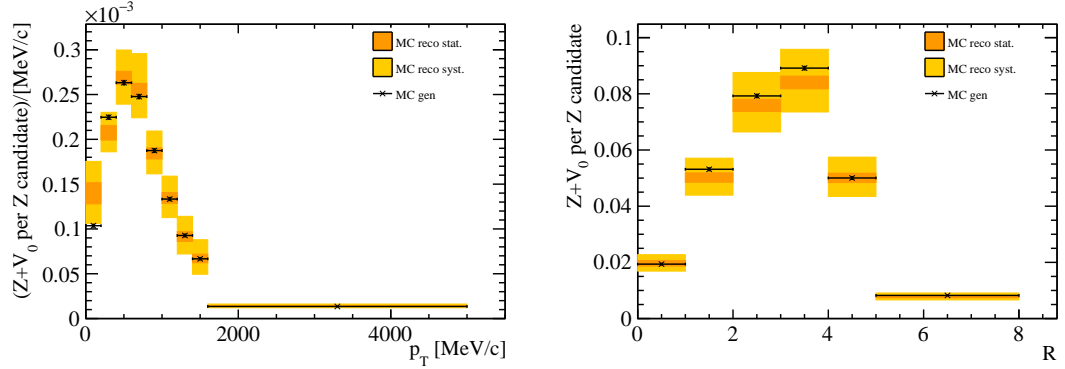 ×10⁻³
(Z+V₀ per Z candidate)/[MeV/c]
0.3
0.25
0.2
0.15
0.1
0.05
0
0 2000 4000
p_T [MeV/c]
MC reco stat.
MC reco syst.
MC gen
Z+V₀ per Z candidate
0.1
0.08
0.06
0.04
0.02
0
0 2 4 6 8
R
MC reco stat.
MC reco syst.
MC gen